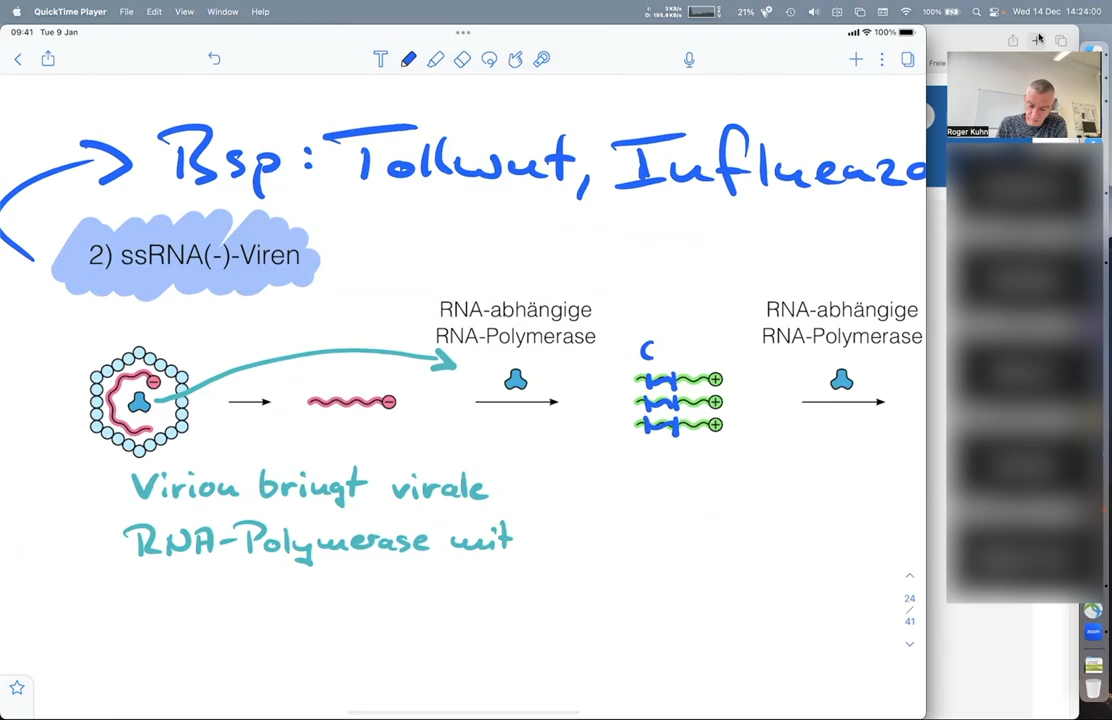 QuickTime Player File Edit View Window Help
21% 100% Wed 14 Dec 14:24:00
09:41 Tue 9 Jan
100%
Freie
Roger Kuhn
Bsp: Tollwut, Influenza
2) ssRNA(-)-Viren
RNA-abhängige
RNA-Polymerase
RNA-abhängige
RNA-Polymerase
C
Virion bringt virale
RNA-Polymerase mit
24
/
41
zoom